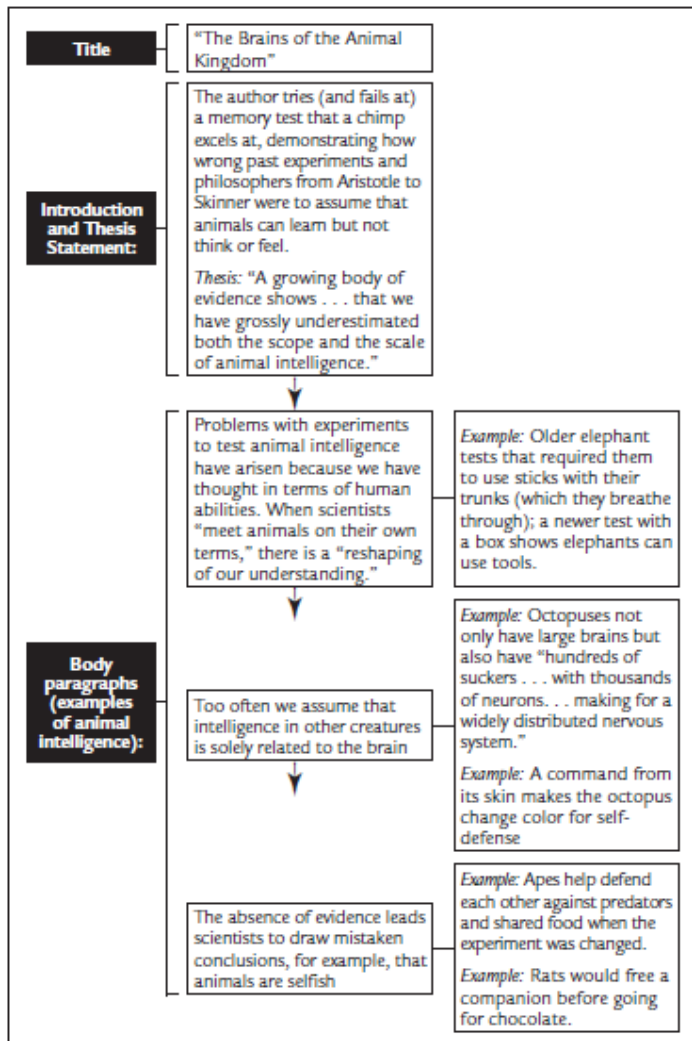 Title
“The Brains of the Animal
Kingdom”
Introduction
and Thesis
Statement:
The author tries (and fails at)
a memory test that a chimp
excels at, demonstrating how
wrong past experiments and
philosophers from Aristotle to
Skinner were to assume that
animals can learn but not
think or feel.
Thesis: “A growing body of
evidence shows . . . that we
have grossly underestimated
both the scope and the scale
of animal intelligence.”
Body
paragraphs
(examples
of animal
intelligence):
Problems with experiments
to test animal intelligence
have arisen because we have
thought in terms of human
abilities. When scientists
“meet animals on their own
terms,” there is a “reshaping
of our understanding.”
Example: Older elephant
tests that required them
to use sticks with their
trunks (which they breathe
through); a newer test with
a box shows elephants can
use tools.
Too often we assume that
intelligence in other creatures
is solely related to the brain
Example: Octopuses not
only have large brains but
also have “hundreds of
suckers . . . with thousands
of neurons. . . making for a
widely distributed nervous
system.”
Example: A command from
its skin makes the octopus
change color for self-
defense
The absence of evidence leads
scientists to draw mistaken
conclusions, for example, that
animals are selfish
Example: Apes help defend
each other against predators
and shared food when the
experiment was changed.
Example: Rats would free a
companion before going
for chocolate.